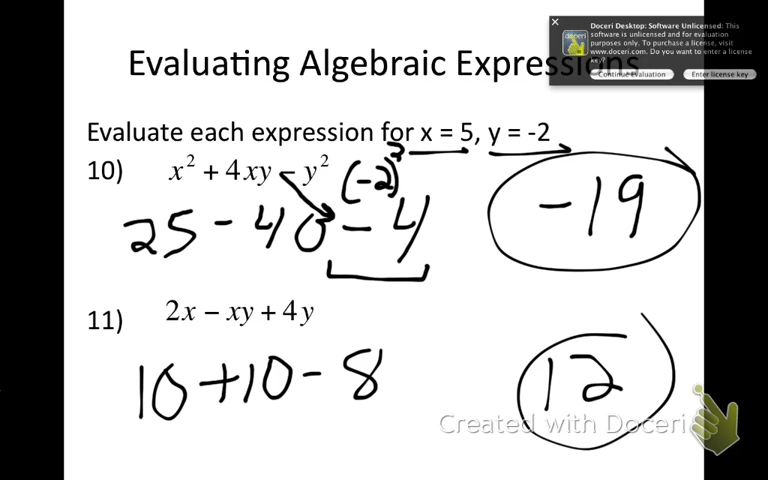 Doceri Desktop: Software Unlicensed: This
software is unlicensed and for evaluation
purposes only. To purchase a license, visit
www.doceri.com. Do you want to enter a license
key?
Continue Evaluation Enter license key
doceri
Evaluating Algebraic Expressions
Evaluate each expression for x = 5, y = -2
10) x² + 4xy − y² (-2)²
25 - 40 - 4 -19
11) 2x − xy + 4y
10 + 10 - 8 12
Created with Doceri